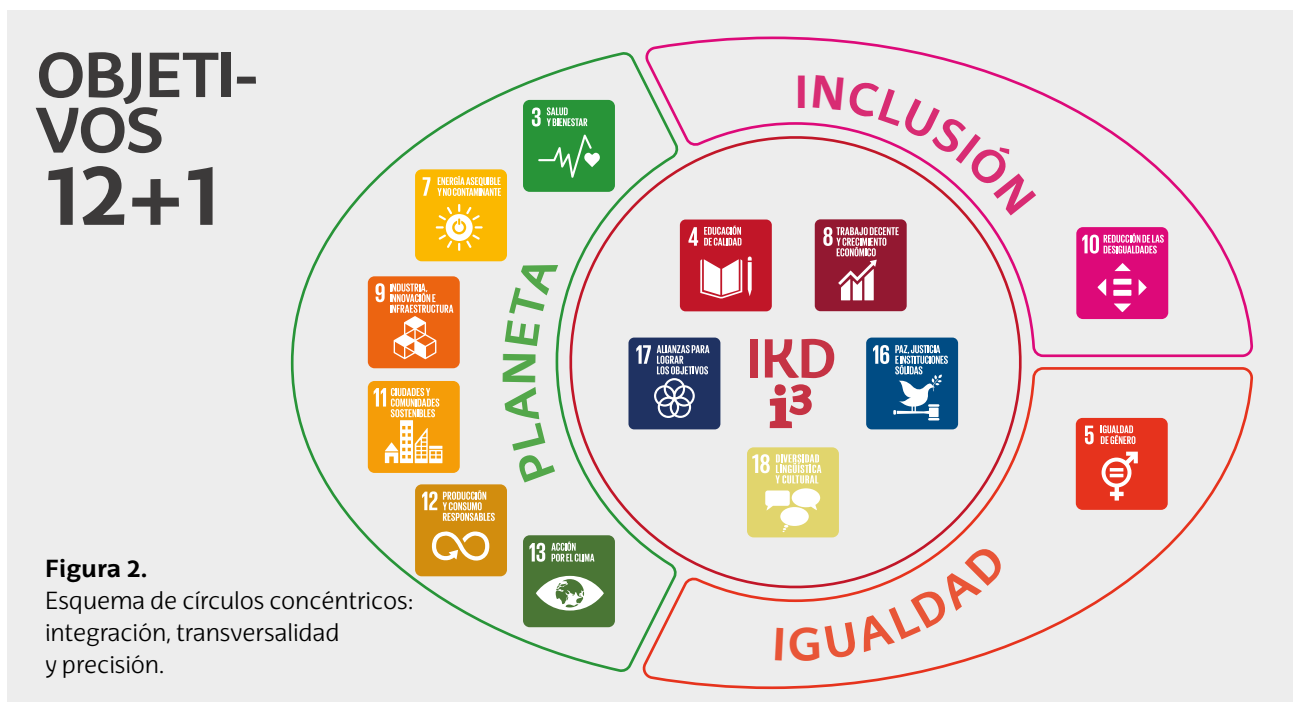 OBJETI-
VOS
12+1
INCLUSIÓN
3 SALUD
Y BIENESTAR
7 ENERGÍA ASEQUIBLE
Y NO CONTAMINANTE
9 INDUSTRIA,
INNOVACIÓN E
INFRAESTRUCTURA
11 CIUDADES Y
COMUNIDADES
SOSTENIBLES
12 PRODUCCIÓN
Y CONSUMO
RESPONSABLES
13 ACCIÓN
POR EL CLIMA
PLANETA
4 EDUCACIÓN
DE CALIDAD
8 TRABAJO DECENTE
Y CRECIMIENTO
ECONÓMICO
17 ALIANZAS PARA
LOGRAR
LOS OBJETIVOS
IKD
i³
16 PAZ, JUSTICIA
E INSTITUCIONES
SÓLIDAS
18 DIVERSIDAD
LINGÜÍSTICA
Y CULTURAL
10 REDUCCIÓN DE LAS
DESIGUALDADES
5 IGUALDAD
DE GÉNERO
IGUALDAD
Figura 2.
Esquema de círculos concéntricos:
integración, transversalidad
y precisión.